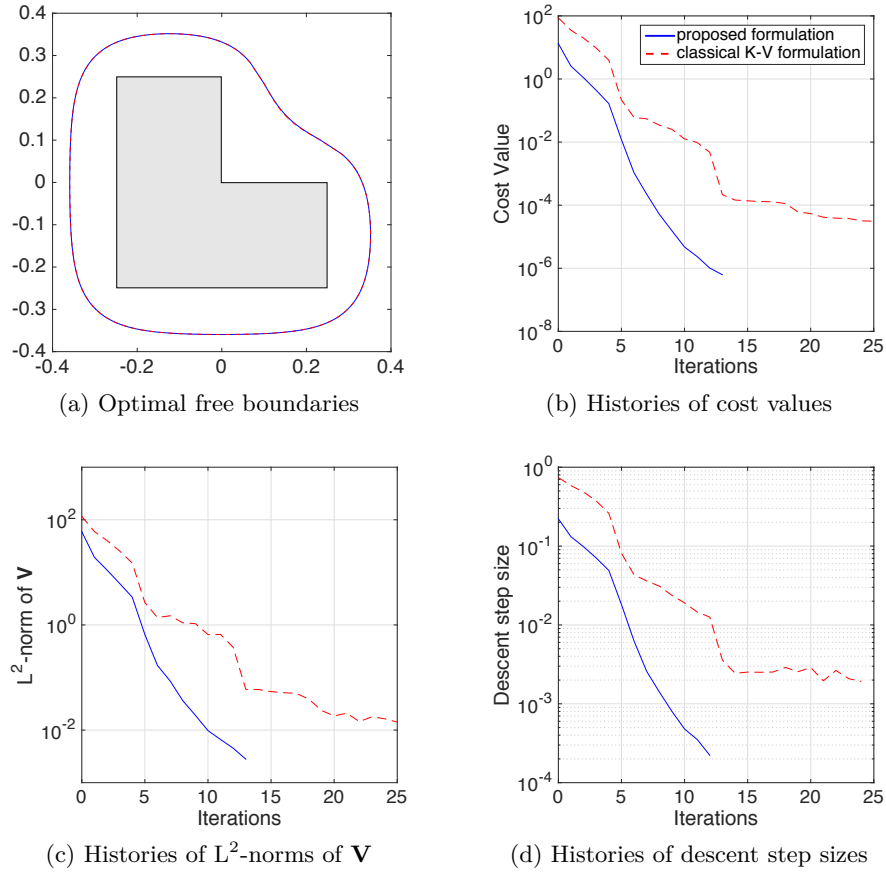 0.4
0.3
0.2
0.1
0
-0.1
-0.2
-0.3
-0.4
-0.4 -0.2 0 0.2 0.4
(a) Optimal free boundaries
Cost Value
10^2
10^0
10^-2
10^-4
10^-6
10^-8
proposed formulation
classical K-V formulation
0 5 10 15 20 25
Iterations
(b) Histories of cost values
L^2-norm of V
10^2
10^0
10^-2
0 5 10 15 20 25
Iterations
(c) Histories of L^2-norms of V
Descent step size
10^0
10^-1
10^-2
10^-3
10^-4
0 5 10 15 20 25
Iterations
(d) Histories of descent step sizes